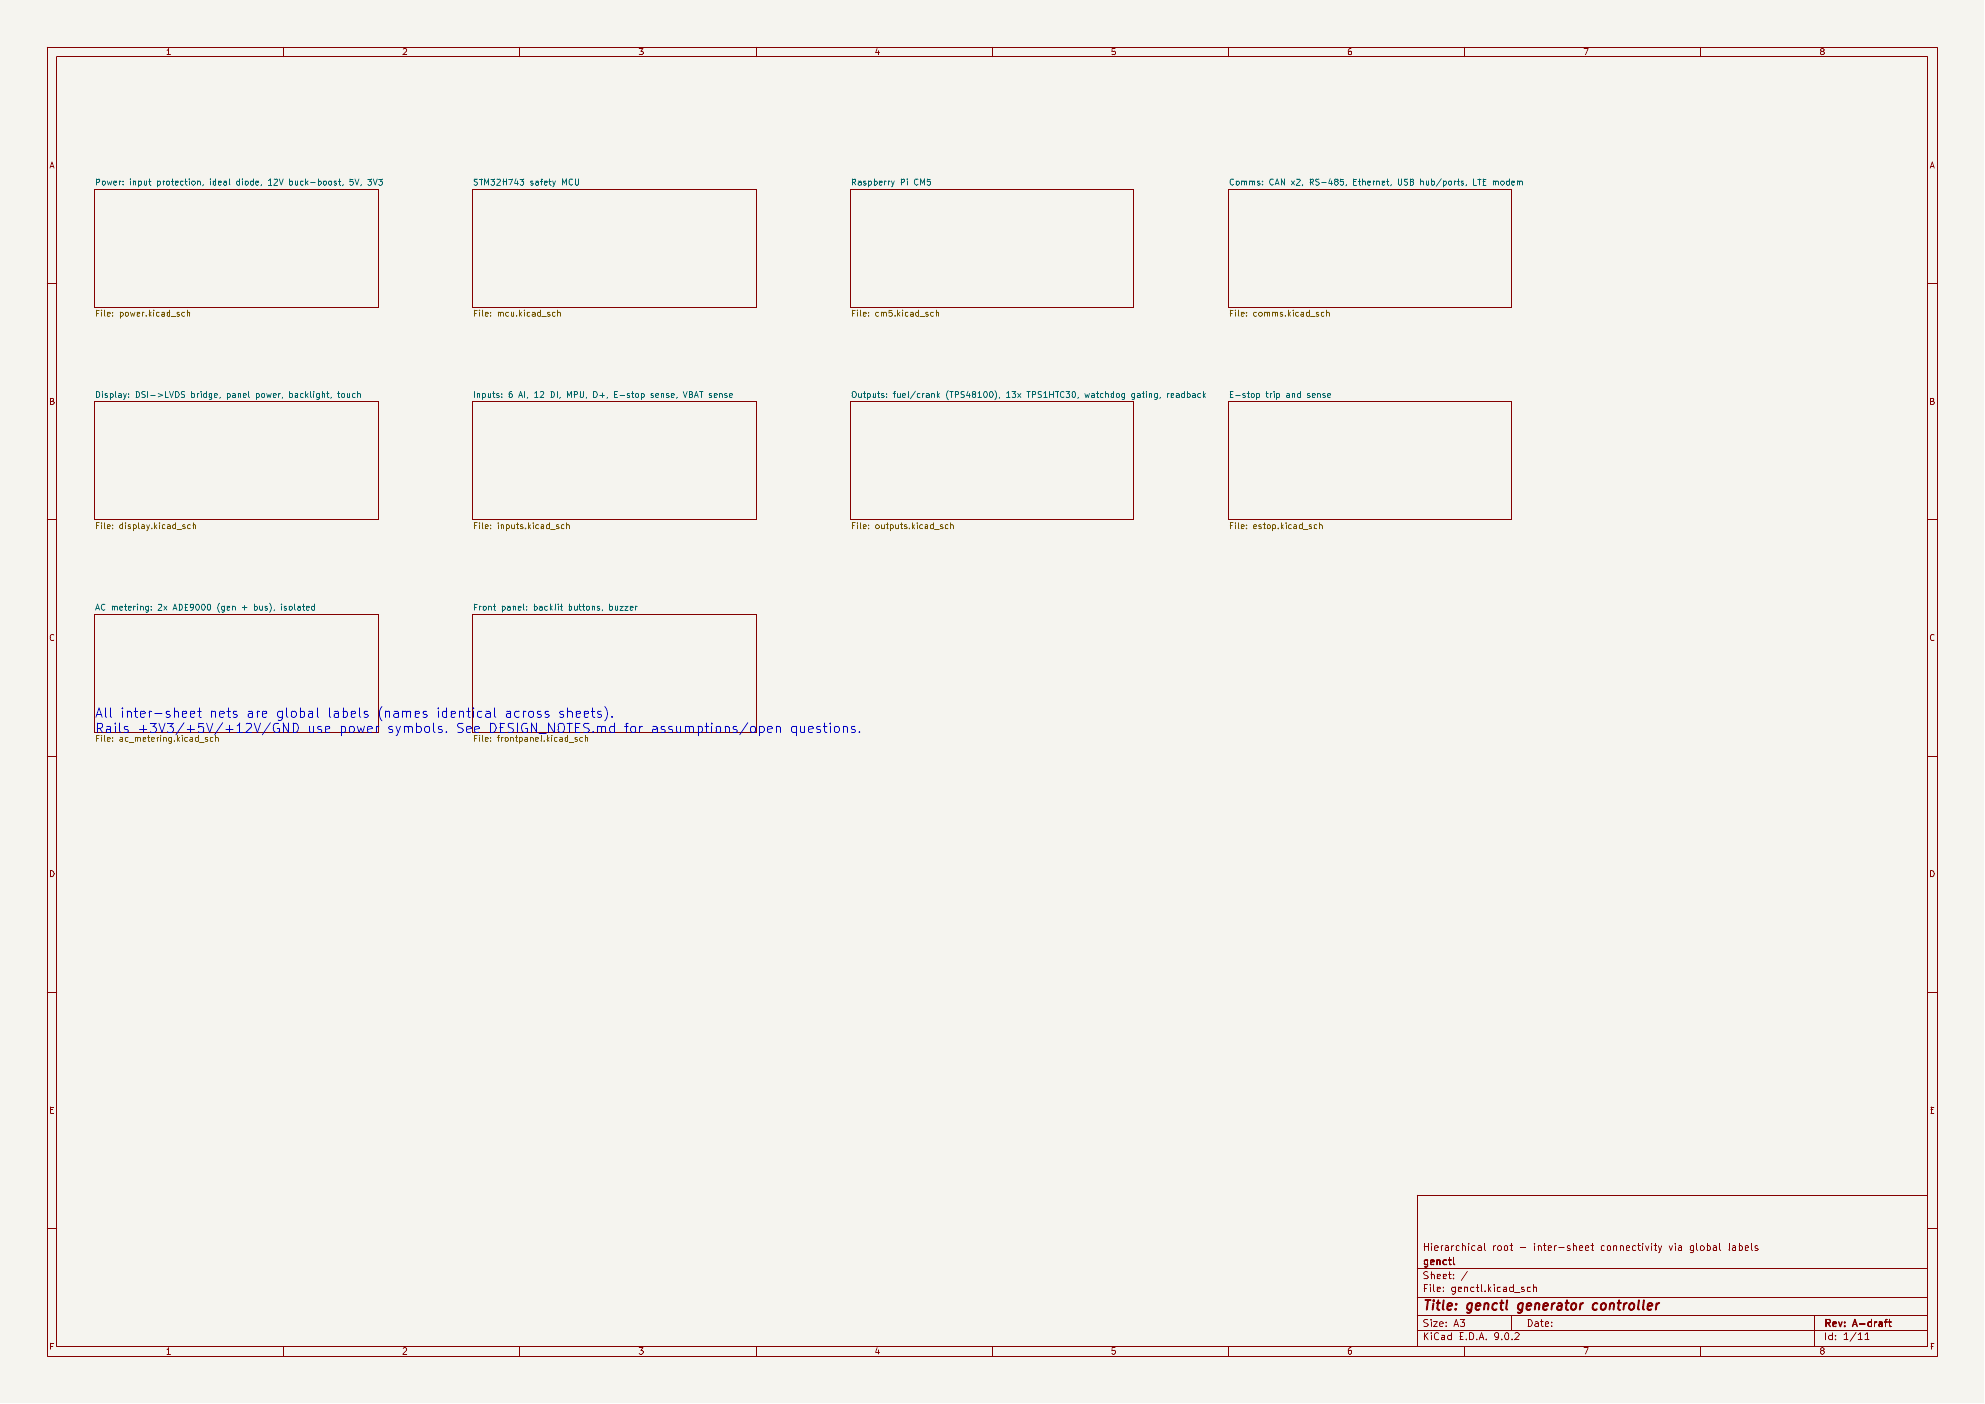 1 2 3 4 5 6 7 8
A A
Power: input protection, ideal diode, 12V buck-boost, 5V, 3V3
STM32H743 safety MCU
Raspberry Pi CM5
Comms: CAN x2, RS-485, Ethernet, USB hub/ports, LTE modem
File: power.kicad_sch
File: mcu.kicad_sch
File: cm5.kicad_sch
File: comms.kicad_sch
B B
Display: DSI->LVDS bridge, panel power, backlight, touch
Inputs: 6 AI, 12 DI, MPU, D+, E-stop sense, VBAT sense
Outputs: fuel/crank (TPS48100), 13x TPS1HTC30, watchdog gating, readback
E-stop trip and sense
File: display.kicad_sch
File: inputs.kicad_sch
File: outputs.kicad_sch
File: estop.kicad_sch
AC metering: 2x ADE9000 (gen + bus), isolated
Front panel: backlit buttons, buzzer
C C
All inter-sheet nets are global labels (names identical across sheets).
Rails +3V3/+5V/+12V/GND use power symbols. See DESIGN_NOTES.md for assumptions/open questions.
File: ac_metering.kicad_sch
File: frontpanel.kicad_sch
D D
E E
Hierarchical root - inter-sheet connectivity via global labels
genctl
Sheet: /
File: genctl.kicad_sch
Title: genctl generator controller
Size: A3 Date: Rev: A-draft
KiCad E.D.A. 9.0.2 Id: 1/11
F F
1 2 3 4 5 6 7 8